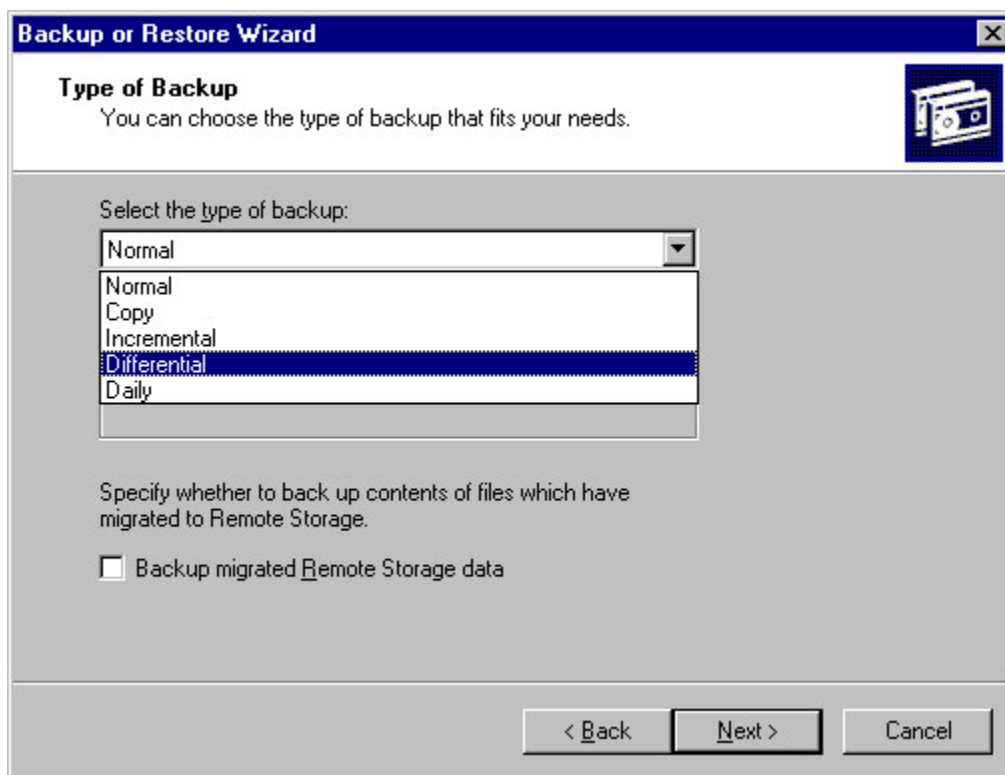 Backup or Restore Wizard
Type of Backup
You can choose the type of backup that fits your needs.
Select the type of backup:
Normal
Normal
Copy
Incremental
Differential
Daily
Specify whether to back up contents of files which have
migrated to Remote Storage.
Backup migrated Remote Storage data
< Back
Next >
Cancel